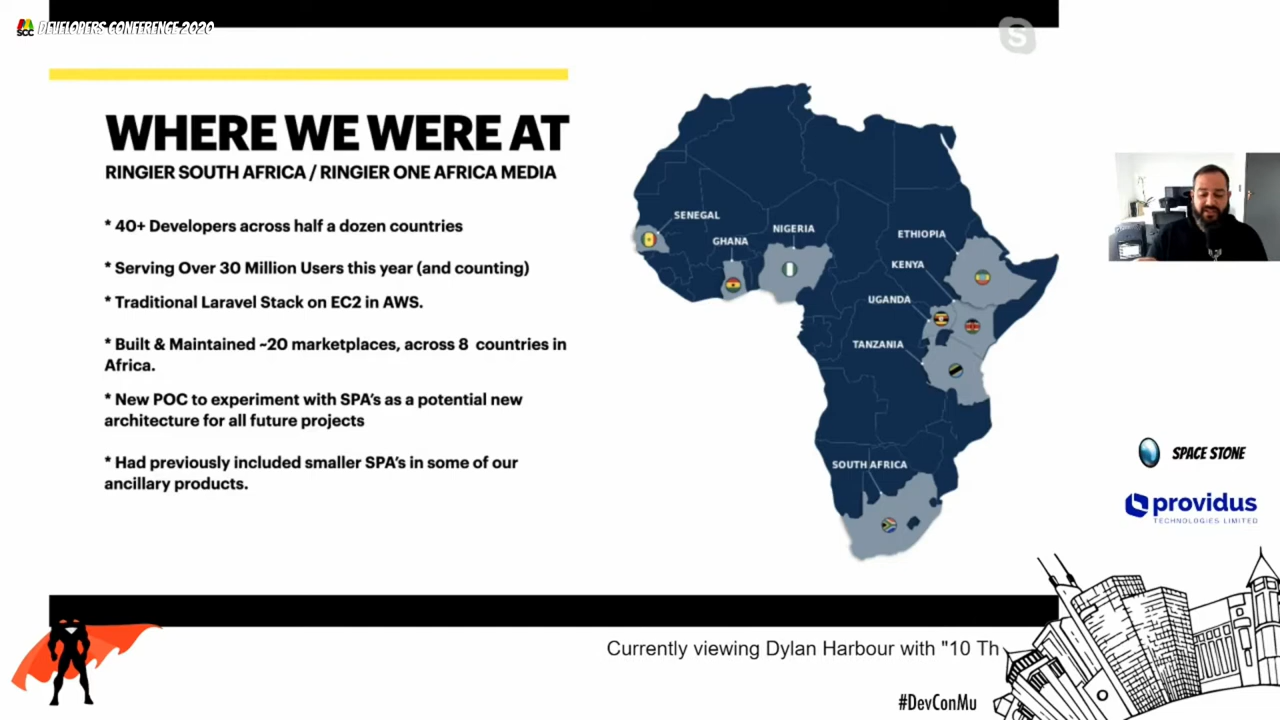 SCC DEVELOPERS CONFERENCE 2020
WHERE WE WERE AT
RINGIER SOUTH AFRICA / RINGIER ONE AFRICA MEDIA
* 40+ Developers across half a dozen countries
* Serving Over 30 Million Users this year (and counting)
* Traditional Laravel Stack on EC2 in AWS.
* Built & Maintained ~20 marketplaces, across 8 countries in
Africa.
* New POC to experiment with SPA's as a potential new
architecture for all future projects
* Had previously included smaller SPA's in some of our
ancillary products.
SENEGAL
GHANA
NIGERIA
ETHIOPIA
KENYA
UGANDA
TANZANIA
SOUTH AFRICA
S
SPACE STONE
providus
TECHNOLOGIES LIMITED
Currently viewing Dylan Harbour with "10 Th
#DevConMu